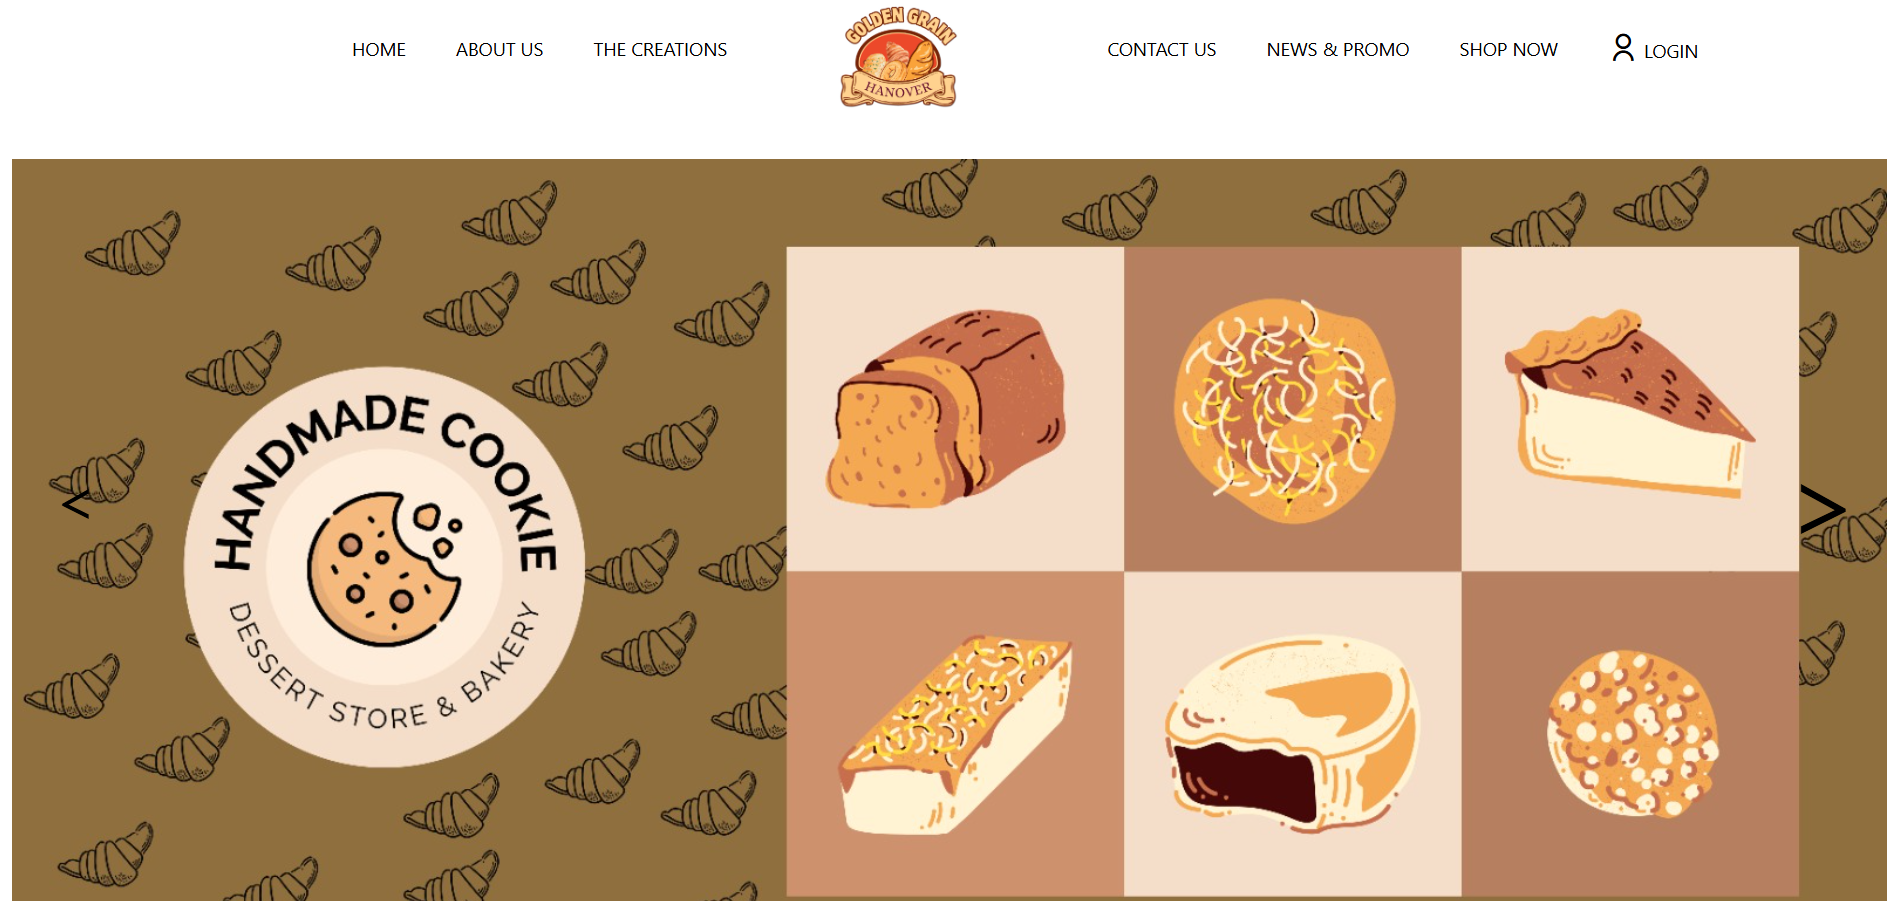 HOME
ABOUT US
THE CREATIONS
GOLDEN GRAIN
HANOVER
CONTACT US
NEWS & PROMO
SHOP NOW
LOGIN
HANDMADE COOKIE
DESSERT STORE & BAKERY